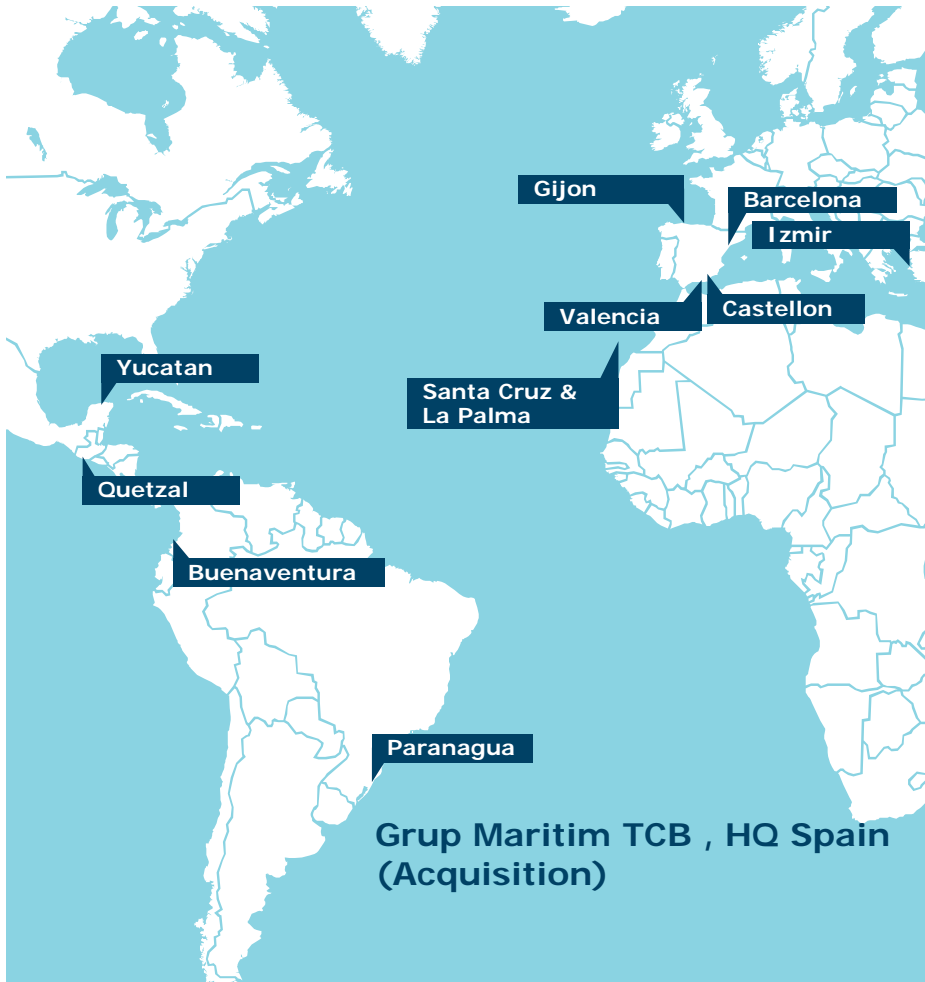 Gijon
Barcelona
Izmir
Valencia
Castellon
Yucatan
Santa Cruz &
La Palma
Quetzal
Buenaventura
Paranagua
Grup Maritim TCB , HQ Spain
(Acquisition)